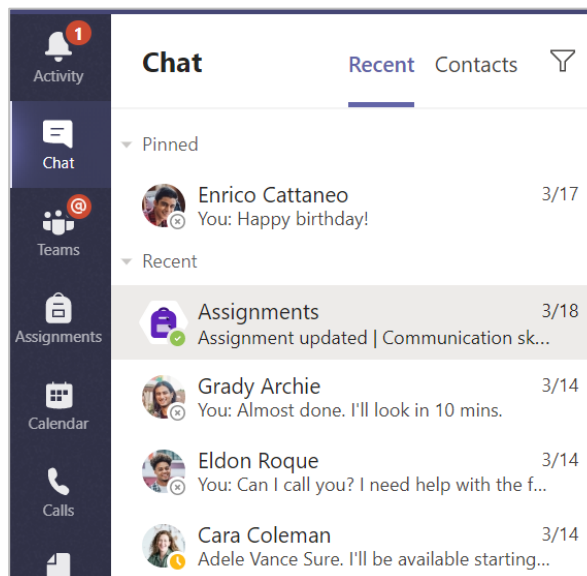 1
Activity
Chat
@
Teams
Assignments
Calendar
Calls
Chat
Recent
Contacts
Pinned
Enrico Cattaneo
3/17
You: Happy birthday!
Recent
Assignments
3/18
Assignment updated | Communication sk...
Grady Archie
3/14
You: Almost done. I'll look in 10 mins.
Eldon Roque
3/14
You: Can I call you? I need help with the f...
Cara Coleman
3/14
Adele Vance Sure. I'll be available starting...